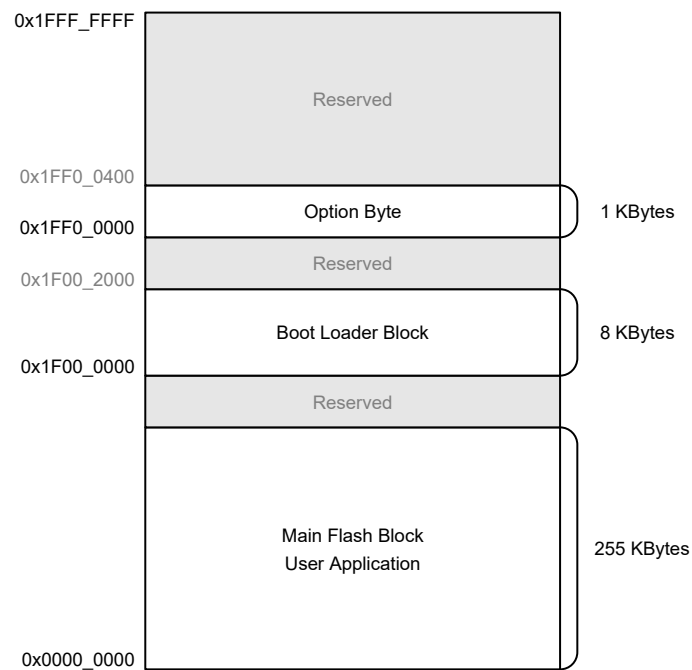 0x1FFF_FFFF
Reserved
0x1FF0_0400
Option Byte
1 KBytes
0x1FF0_0000
Reserved
0x1F00_2000
Boot Loader Block
8 KBytes
0x1F00_0000
Reserved
Main Flash Block
User Application
255 KBytes
0x0000_0000